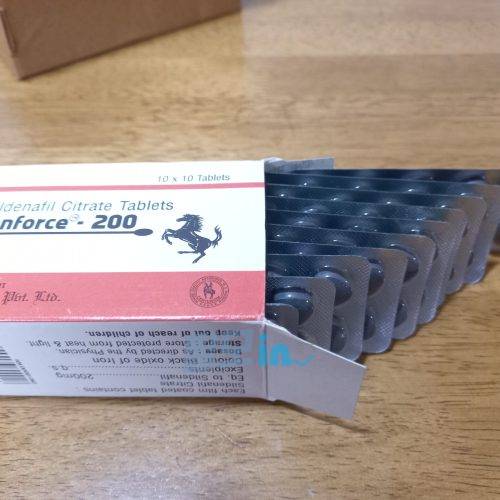 10 x 10 Tablets
ldenafil Citrate Tablets
nforce® - 200
Pvt. Ltd.
Keep out of reach of children.
Storage : Store protected from heat & light
Dosage : As directed by the Physician
Colour: Black oxide of Iron
Excipients q.s.
Eq. to Sildenafil 200mg
Sildenafil Citrate
Each film coated tablet contains :
in